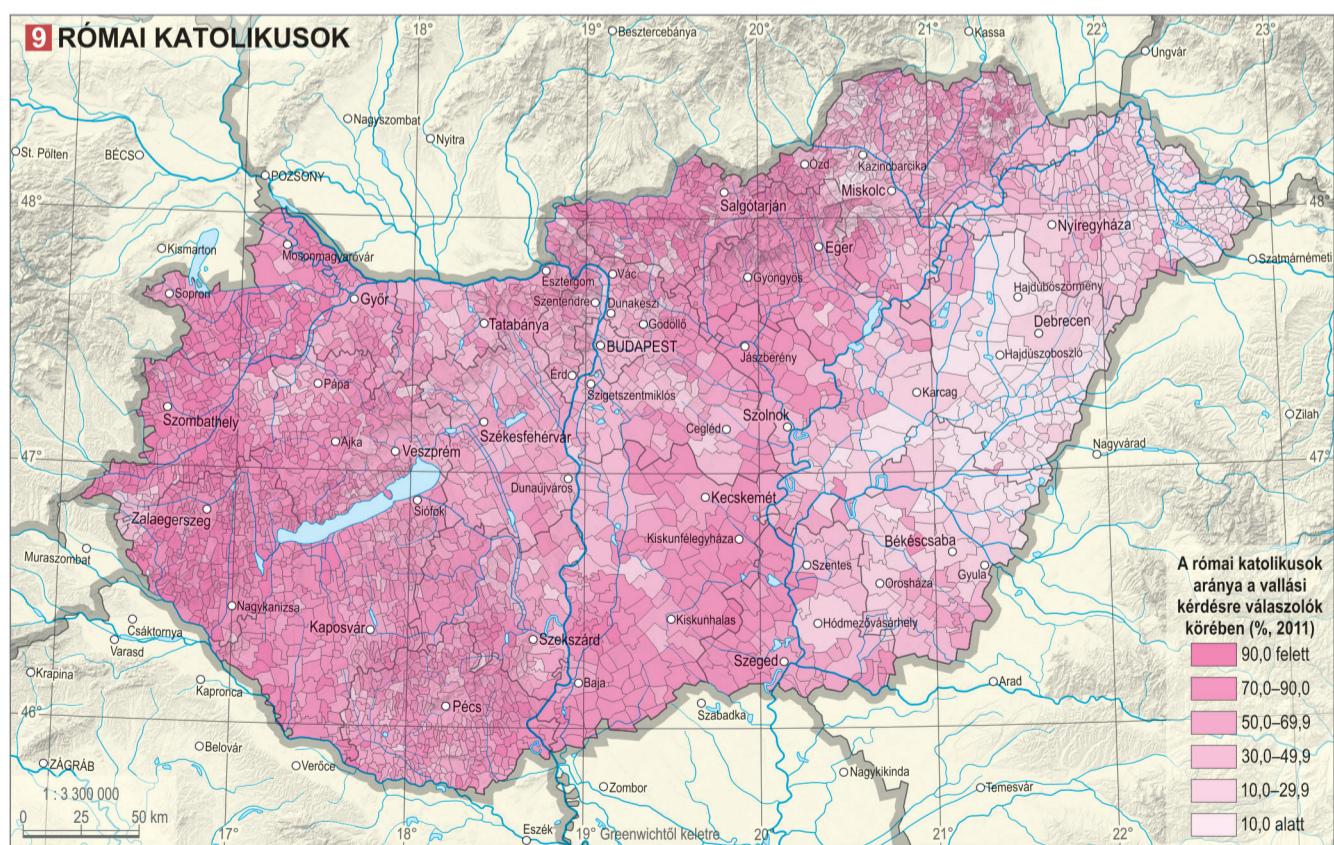 9 RÓMAI KATOLIKUSOK
18°
19°
20°
21°
22°
23°
Besztercebánya
Kassa
Ungvár
Nagyszombat
Nyitra
St. Pölten
BÉCS
POZSONY
Ózd
Kazincbarcika
Miskolc
Salgótarján
48°
48°
Nyíregyháza
Kismarton
Mosonmagyaróvár
Eger
Szatmárnémeti
Sopron
Győr
Esztergom
Vác
Gyöngyös
Szentendre
Dunakeszi
Hajdúböszörmény
Tatabánya
Gödöllő
Debrecen
BUDAPEST
Jászberény
Hajdúszoboszló
Pápa
Érd
Szigetszentmiklós
Karcag
Szombathely
Székesfehérvár
Cegléd
Szolnok
Zilah
Ajka
Veszprém
Nagyvárad
47°
47°
Dunaújváros
Zalaegerszeg
Siófok
Kecskemét
Kiskunfélegyháza
Békéscsaba
Muraszombat
Szentes
Gyula
Orosháza
Nagykanizsa
Csáktornya
Kaposvár
Szekszárd
Kiskunhalas
Hódmezővásárhely
Varasd
Szeged
Krapina
Kapronca
Baja
Arad
46°
Pécs
Szabadka
Belovár
ZÁGRÁB
Verőce
Zombor
Nagykikinda
Temesvár
Eszék
A római katolikusok
aránya a vallási
kérdésre válaszolók
körében (%, 2011)
90,0 felett
70,0–90,0
50,0–69,9
30,0–49,9
10,0–29,9
10,0 alatt
1 : 3 300 000
0 25 50 km
17°
18°
19°
Greenwichtől keletre
20°
21°
22°